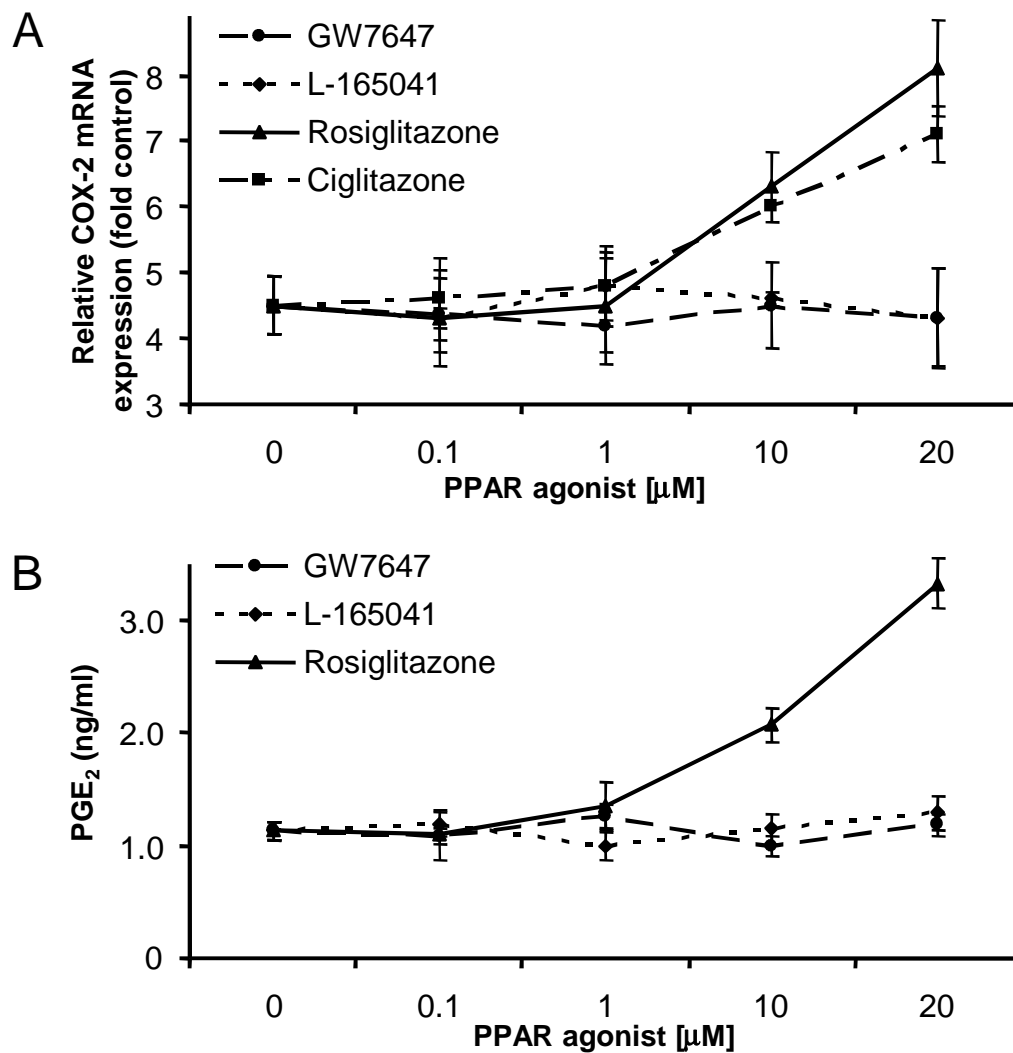 A
GW7647
L-165041
Rosiglitazone
Ciglitazone
Relative COX-2 mRNA
expression (fold control)
8
7
6
5
4
3
0 0.1 1 10 20
PPAR agonist [μM]
B
GW7647
L-165041
Rosiglitazone
PGE₂ (ng/ml)
3.0
2.0
1.0
0
0 0.1 1 10 20
PPAR agonist [μM]